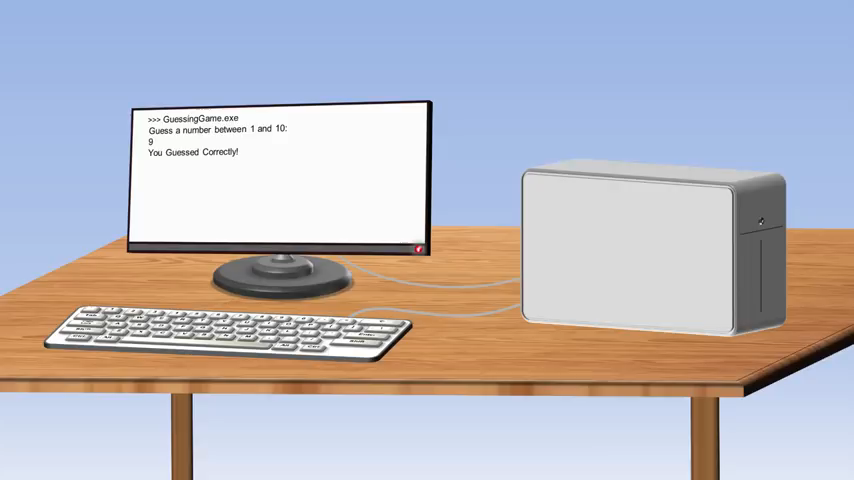 >>> GuessingGame.exe
Guess a number between 1 and 10:
9
You Guessed Correctly!